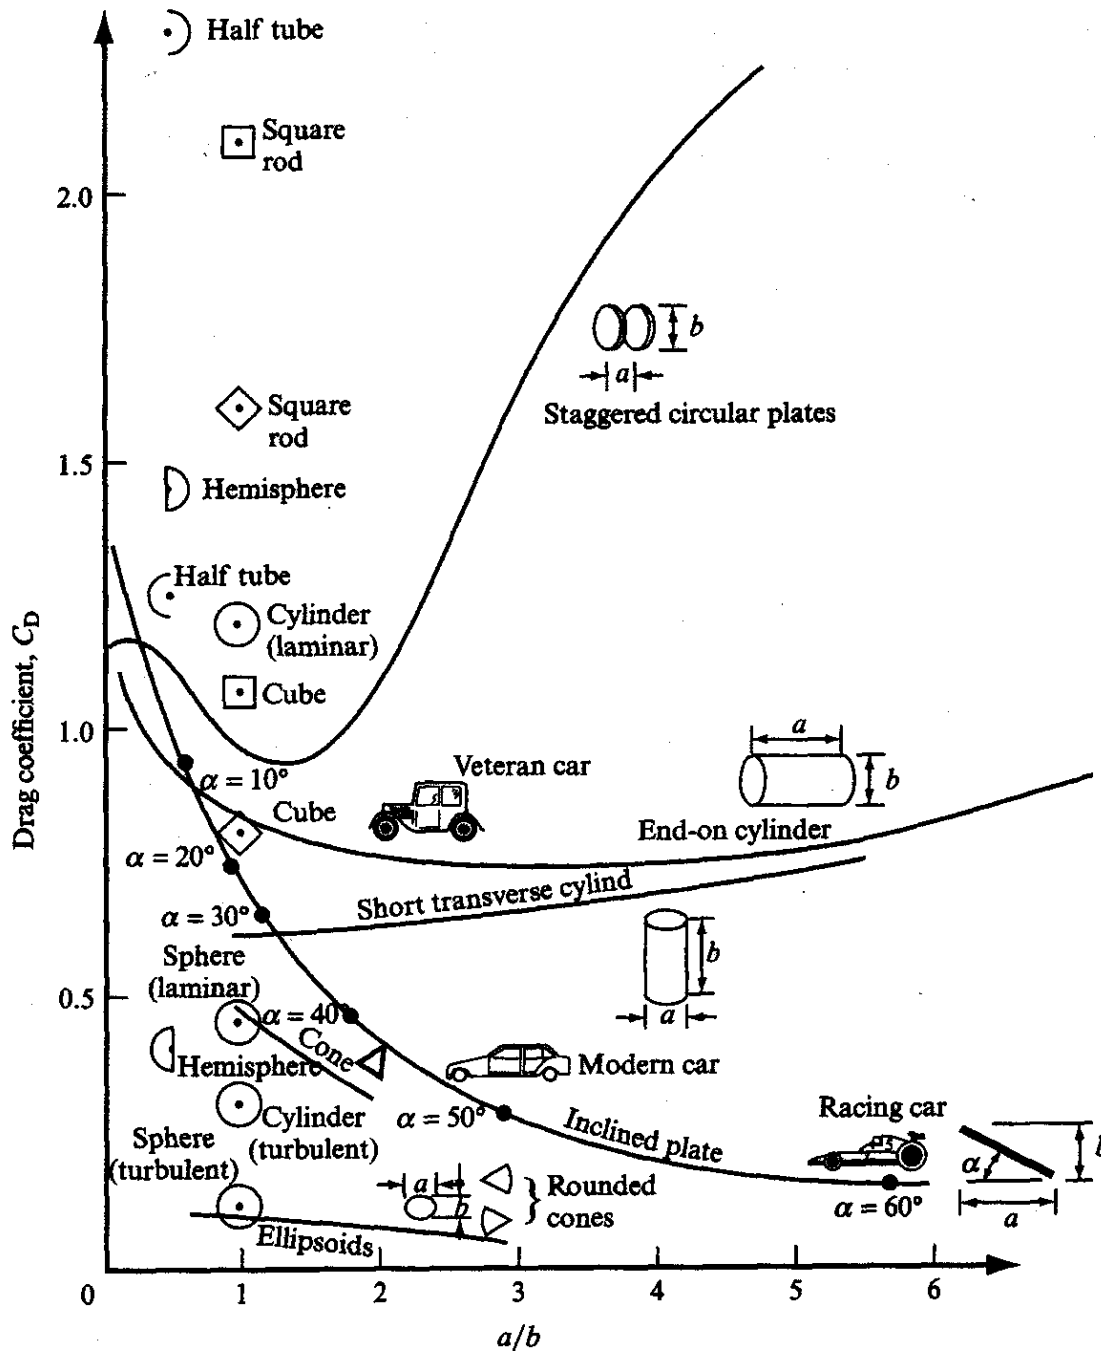 Half tube
Square
rod
2.0
b
a
Staggered circular plates
Square
rod
1.5
Hemisphere
Half tube
Cylinder
(laminar)
Cube
Drag coefficient, C_D
1.0
a
Veteran car
b
α = 10°
Cube
End-on cylinder
α = 20°
Short transverse cylind
α = 30°
Sphere
(laminar)
b
0.5
α = 40°
a
Cone
Hemisphere
Modern car
Cylinder
(turbulent)
α = 50°
Inclined plate
Racing car
Sphere
(turbulent)
α
b
a
b
Rounded
cones
α = 60°
a
Ellipsoids
0
1
2
3
4
5
6
a/b